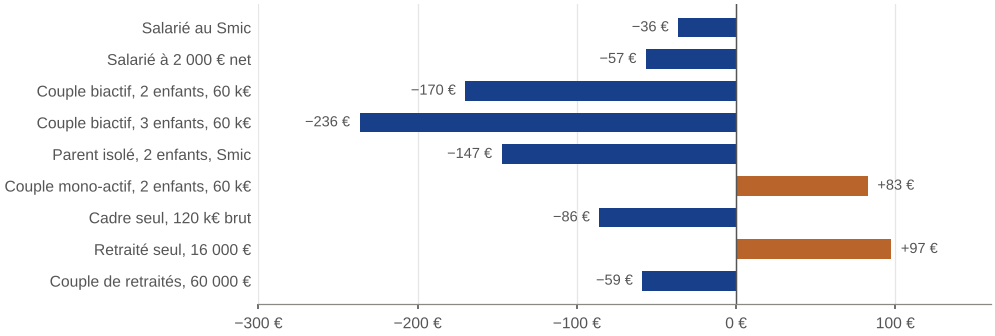 Salarié au Smic −36 €
Salarié à 2 000 € net −57 €
Couple biactif, 2 enfants, 60 k€ −170 €
Couple biactif, 3 enfants, 60 k€ −236 €
Parent isolé, 2 enfants, Smic −147 €
Couple mono-actif, 2 enfants, 60 k€ +83 €
Cadre seul, 120 k€ brut −86 €
Retraité seul, 16 000 € +97 €
Couple de retraités, 60 000 € −59 €
−300 € −200 € −100 € 0 € 100 €